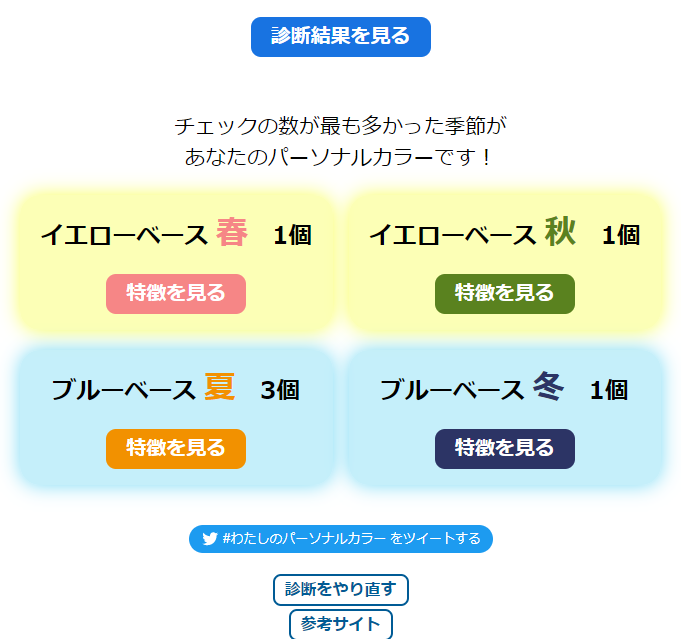 診断結果を見る
チェックの数が最も多かった季節が
あなたのパーソナルカラーです！
イエローベース 春 1個
特徴を見る
イエローベース 秋 1個
特徴を見る
ブルーベース 夏 3個
特徴を見る
ブルーベース 冬 1個
特徴を見る
#わたしのパーソナルカラー をツイートする
診断をやり直す
参考サイト